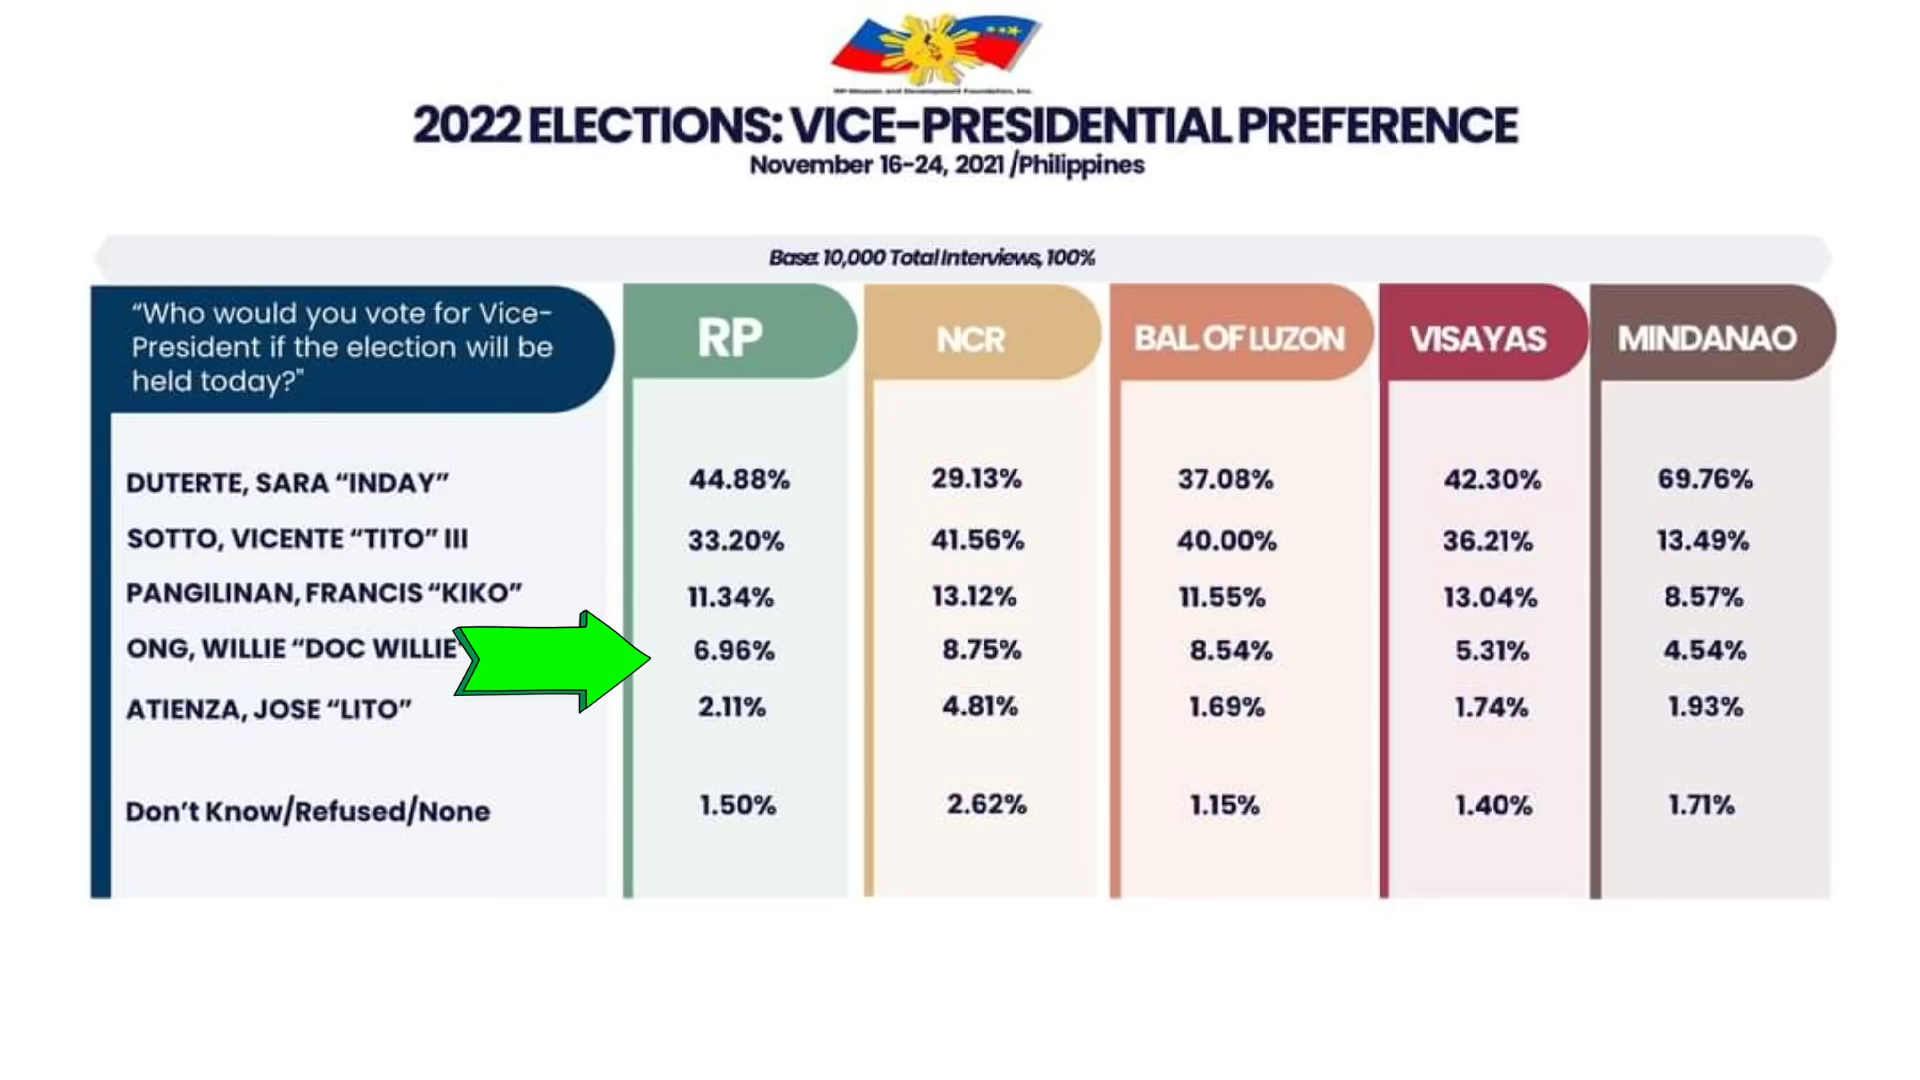 RP-Mission and Development Foundation, Inc.
2022 ELECTIONS: VICE-PRESIDENTIAL PREFERENCE
November 16-24, 2021 /Philippines
Base: 10,000 Total Interviews, 100%
“Who would you vote for Vice-
President if the election will be
held today?"
RP NCR BAL OF LUZON VISAYAS MINDANAO
DUTERTE, SARA “INDAY” 44.88% 29.13% 37.08% 42.30% 69.76%
SOTTO, VICENTE “TITO” III 33.20% 41.56% 40.00% 36.21% 13.49%
PANGILINAN, FRANCIS “KIKO” 11.34% 13.12% 11.55% 13.04% 8.57%
ONG, WILLIE “DOC WILLIE” 6.96% 8.75% 8.54% 5.31% 4.54%
ATIENZA, JOSE “LITO” 2.11% 4.81% 1.69% 1.74% 1.93%
Don’t Know/Refused/None 1.50% 2.62% 1.15% 1.40% 1.71%